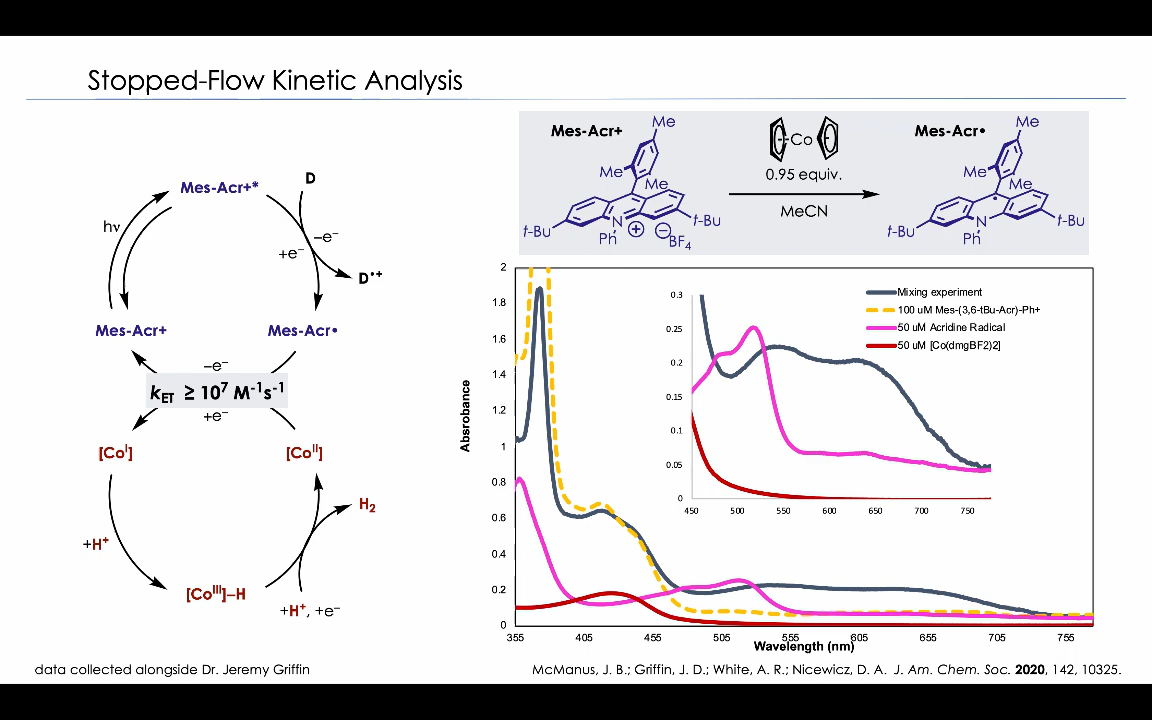 Stopped-Flow Kinetic Analysis
Mes-Acr+*
D
hν
–e⁻
+e⁻
D•+
Mes-Acr+
Mes-Acr•
–e⁻
kET ≥ 10⁷ M⁻¹s⁻¹
+e⁻
[Coᴵ]
[Coᴵᴵ]
H₂
+H⁺
[Coᴵᴵᴵ]–H
+H⁺, +e⁻
Mes-Acr+
Me
Me
Me
t-Bu
N
+
t-Bu
Ph
–
BF₄
Co
0.95 equiv.
MeCN
Mes-Acr•
Me
Me
Me
t-Bu
N
t-Bu
Ph
Absrobance
2
1.8
1.6
1.4
1.2
1
0.8
0.6
0.4
0.2
0
355 405 455 505 555 605 655 705 755
Wavelength (nm)
0.3
0.25
0.2
0.15
0.1
0.05
0
450 500 550 600 650 700 750
Mixing experiment
100 uM Mes-(3,6-tBu-Acr)-Ph+
50 uM Acridine Radical
50 uM [Co(dmgBF2)2]
data collected alongside Dr. Jeremy Griffin
McManus, J. B.; Griffin, J. D.; White, A. R.; Nicewicz, D. A. J. Am. Chem. Soc. 2020, 142, 10325.